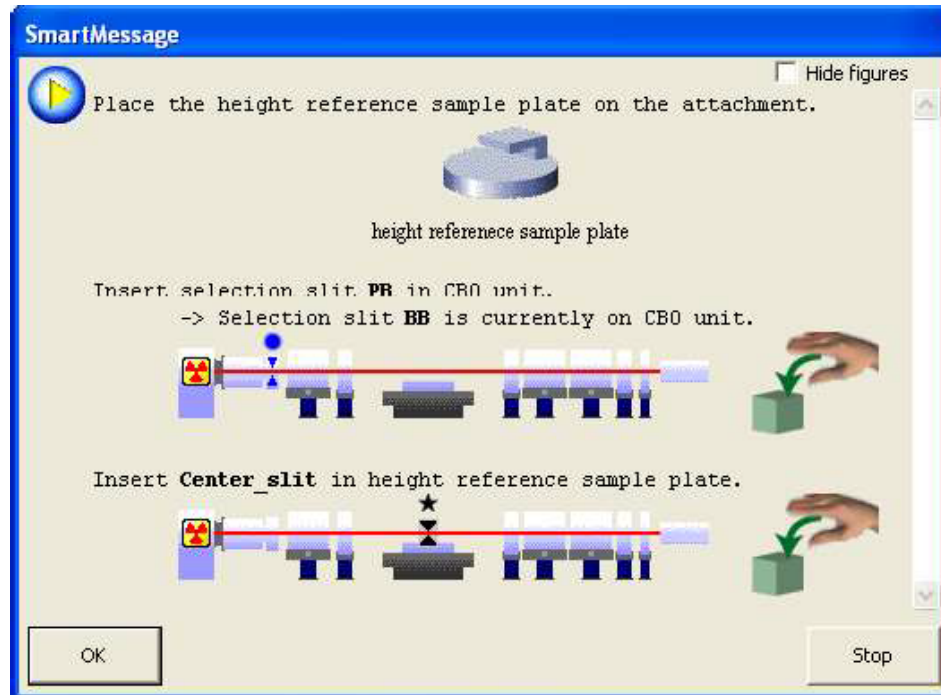 SmartMessage
Hide figures
Place the height reference sample plate on the attachment.
height referenece sample plate
Insert selection slit PB in CBO unit.
-> Selection slit BB is currently on CBO unit.
Insert Center_slit in height reference sample plate.
OK
Stop